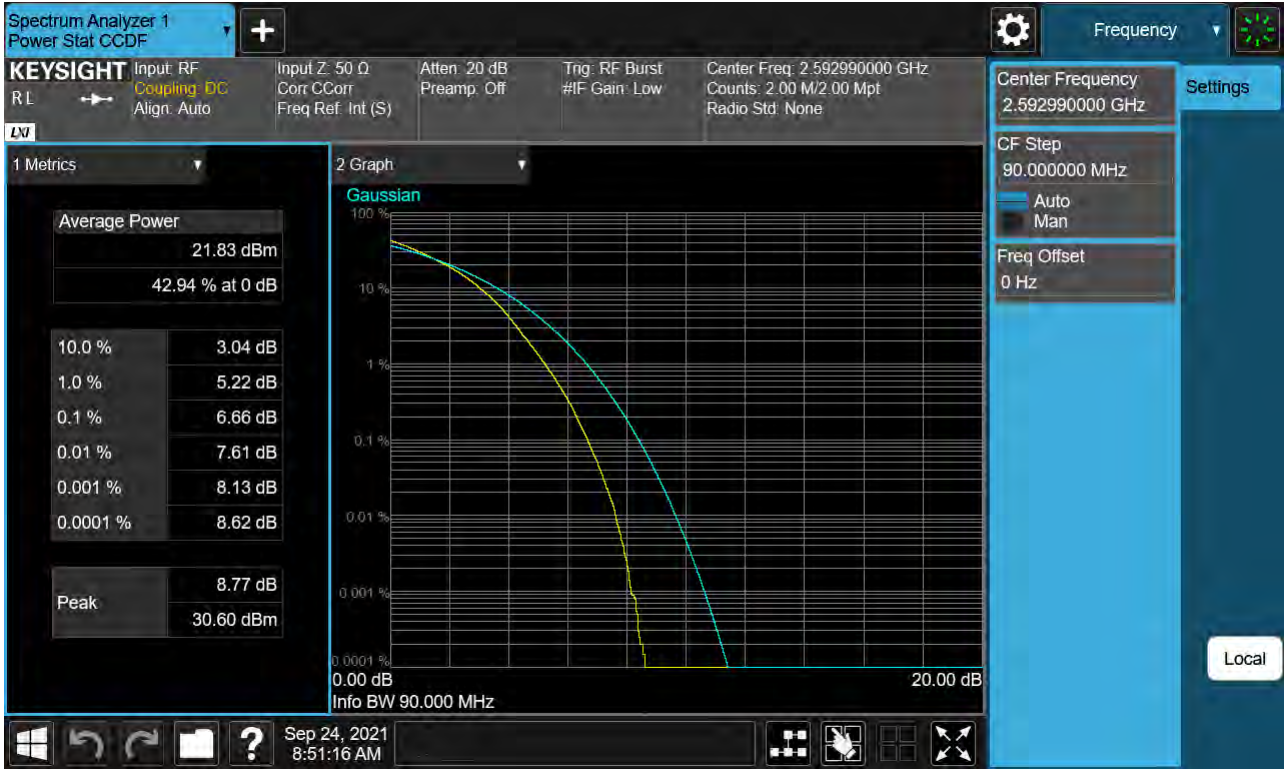 Spectrum Analyzer 1
Power Stat CCDF
Frequency
KEYSIGHT
R L
LXI
Input: RF
Coupling: DC
Align: Auto
Input Z: 50 Ω
Corr CCorr
Freq Ref: Int (S)
Atten: 20 dB
Preamp: Off
Trig: RF Burst
#IF Gain: Low
Center Freq: 2.592990000 GHz
Counts: 2.00 M/2.00 Mpt
Radio Std: None
Center Frequency
2.592990000 GHz
Settings
CF Step
90.000000 MHz
Auto
Man
Freq Offset
0 Hz
1 Metrics
Average Power
21.83 dBm
42.94 % at 0 dB
10.0 % 3.04 dB
1.0 % 5.22 dB
0.1 % 6.66 dB
0.01 % 7.61 dB
0.001 % 8.13 dB
0.0001 % 8.62 dB
Peak
8.77 dB
30.60 dBm
2 Graph
Gaussian
100 %
10 %
1 %
0.1 %
0.01 %
0.001 %
0.0001 %
0.00 dB 20.00 dB
Info BW 90.000 MHz
Local
?
Sep 24, 2021
8:51:16 AM